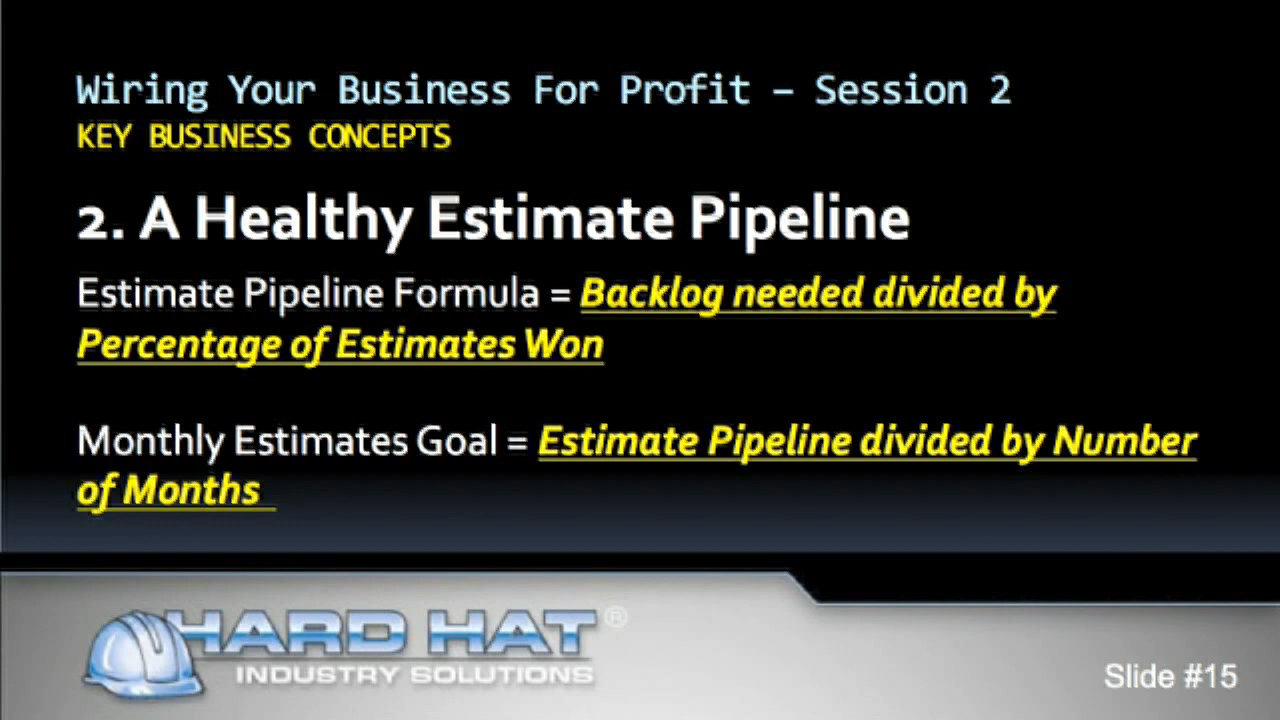 Wiring Your Business For Profit – Session 2
KEY BUSINESS CONCEPTS
2. A Healthy Estimate Pipeline
Estimate Pipeline Formula = Backlog needed divided by
Percentage of Estimates Won
Monthly Estimates Goal = Estimate Pipeline divided by Number
of Months
HARD HAT®
INDUSTRY SOLUTIONS
Slide #15